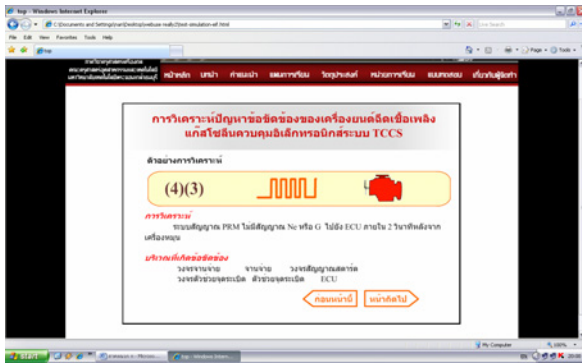 top - Windows Internet Explorer
Live Search
File Edit View Favorites Tools Help
top
Page Tools
หน้าหลัก บทนำ คำแนะนำ แผนการเรียน วัตถุประสงค์ หน่วยการเรียน แบบทดสอบ เกี่ยวกับผู้จัดทำ
การวิเคราะห์ปัญหาข้อขัดข้องของเครื่องยนต์ฉีดเชื้อเพลิง
แก๊สโซลีนควบคุมอิเล็กทรอนิกส์ระบบ TCCS
ตัวอย่างการวิเคราะห์
(4)(3)
การวิเคราะห์
ระบบสัญญาณ PRM ไม่มีสัญญาณ Ne หรือ G ไปยัง ECU ภายใน 2 วินาทีหลังจาก
เครื่องหมุน
บริเวณที่เกิดข้อขัดข้อง
วงจรจานจ่าย จานจ่าย วงจรสัญญาณสตาร์ต
วงจรตัวช่วยจุดระเบิด ตัวช่วยจุดระเบิด ECU
ก่อนหน้านี้ หน้าถัดไป
My Computer 100%
start
EN